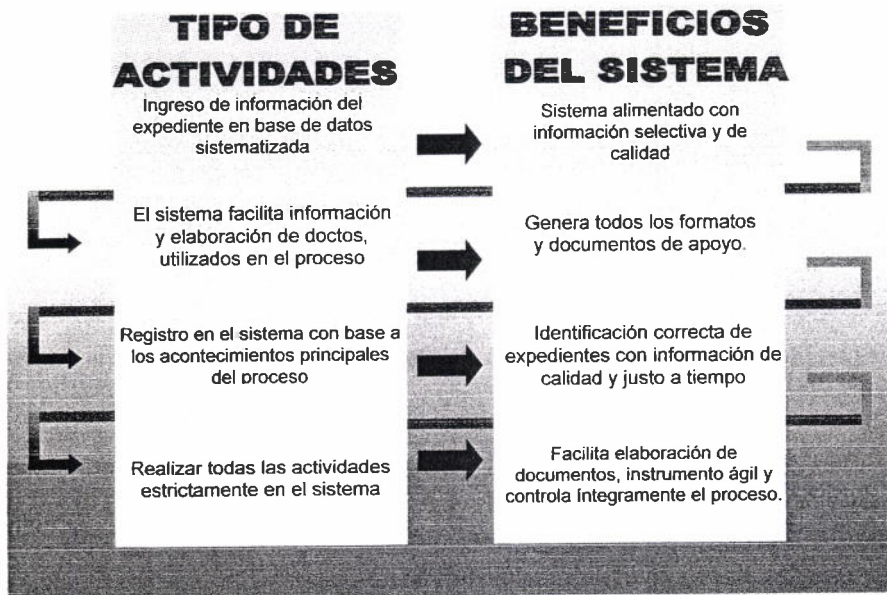 TIPO DE
ACTIVIDADES
Ingreso de información del
expediente en base de datos
sistematizada
El sistema facilita información
y elaboración de doctos,
utilizados en el proceso
Registro en el sistema con base a
los acontecimientos principales
del proceso
Realizar todas las actividades
estrictamente en el sistema
BENEFICIOS
DEL SISTEMA
Sistema alimentado con
información selectiva y de
calidad
Genera todos los formatos
y documentos de apoyo.
Identificación correcta de
expedientes con información de
calidad y justo a tiempo
Facilita elaboración de
documentos, instrumento ágil y
controla íntegramente el proceso.